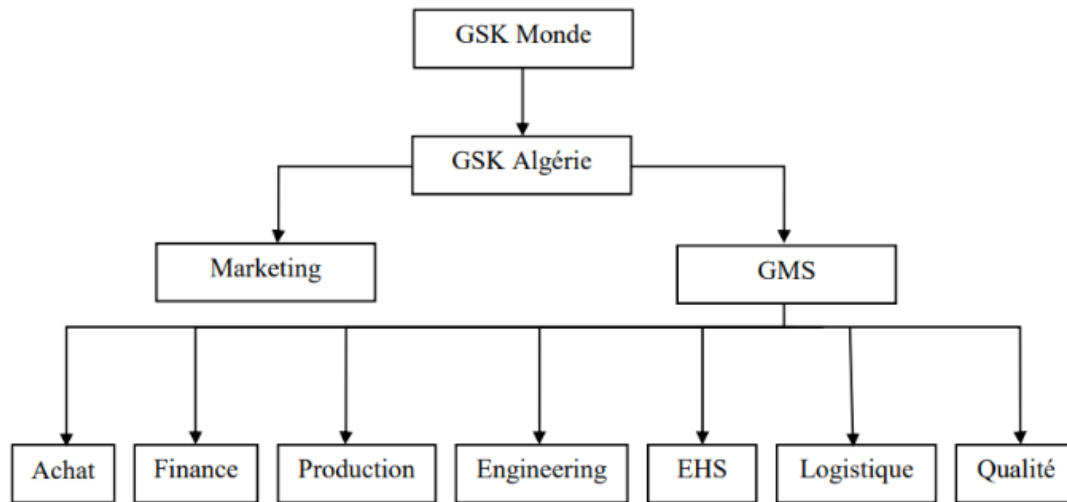 GSK Monde
GSK Algérie
Marketing
GMS
Achat
Finance
Production
Engineering
EHS
Logistique
Qualité